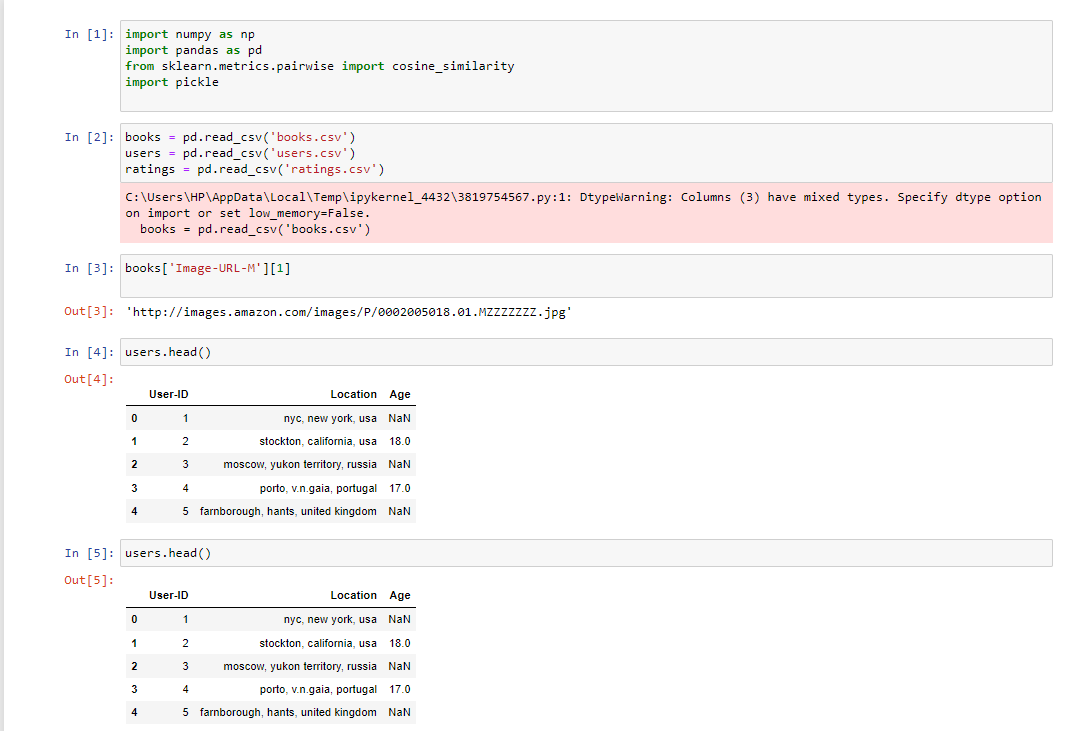 In [1]: import numpy as np
import pandas as pd
from sklearn.metrics.pairwise import cosine_similarity
import pickle
In [2]: books = pd.read_csv('books.csv')
users = pd.read_csv('users.csv')
ratings = pd.read_csv('ratings.csv')
C:\Users\HP\AppData\Local\Temp\ipykernel_4432\3819754567.py:1: DtypeWarning: Columns (3) have mixed types. Specify dtype option
on import or set low_memory=False.
books = pd.read_csv('books.csv')
In [3]: books['Image-URL-M'][1]
Out[3]: 'http://images.amazon.com/images/P/0002005018.01.MZZZZZZZ.jpg'
In [4]: users.head()
Out[4]:
User-ID Location Age
0 1 nyc, new york, usa NaN
1 2 stockton, california, usa 18.0
2 3 moscow, yukon territory, russia NaN
3 4 porto, v.n.gaia, portugal 17.0
4 5 farnborough, hants, united kingdom NaN
In [5]: users.head()
Out[5]:
User-ID Location Age
0 1 nyc, new york, usa NaN
1 2 stockton, california, usa 18.0
2 3 moscow, yukon territory, russia NaN
3 4 porto, v.n.gaia, portugal 17.0
4 5 farnborough, hants, united kingdom NaN